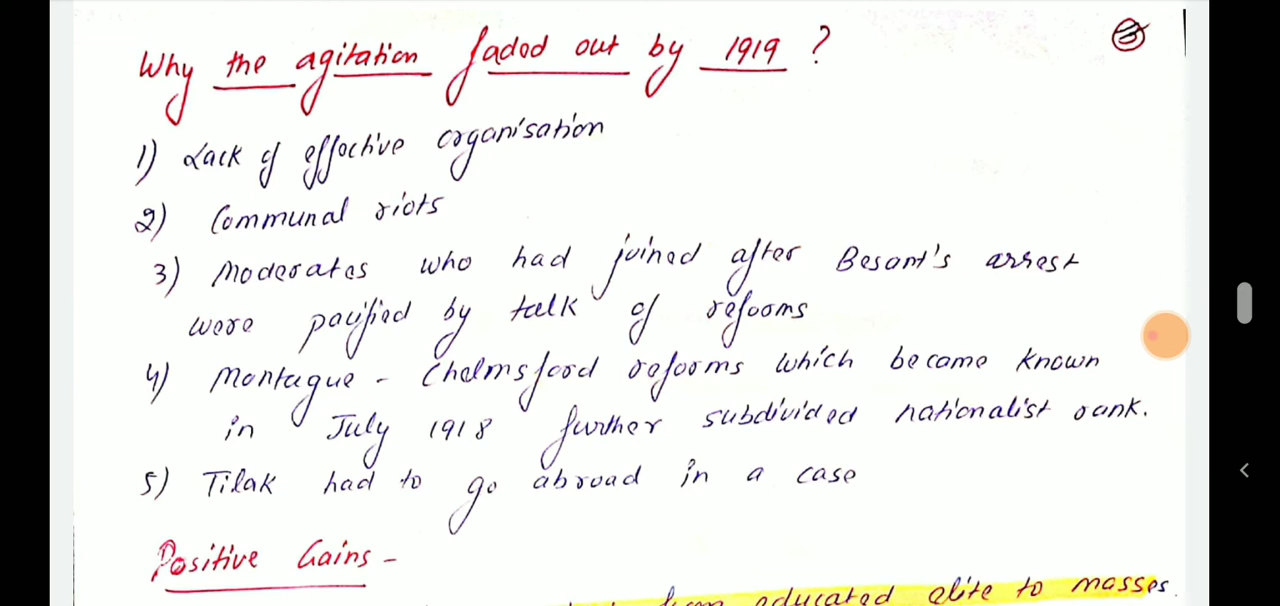 Why the agitation faded out by 1919 ?
3
1) Lack of effective organisation
2) Communal riots
3) Moderates who had joined after Besant's arrest
were pacified by talk of reforms
4) Montague - Chelmsford reforms which became known
in July 1918 further subdivided nationalist rank.
5) Tilak had to go abroad in a case
Positive Gains -
from educated elite to masses.